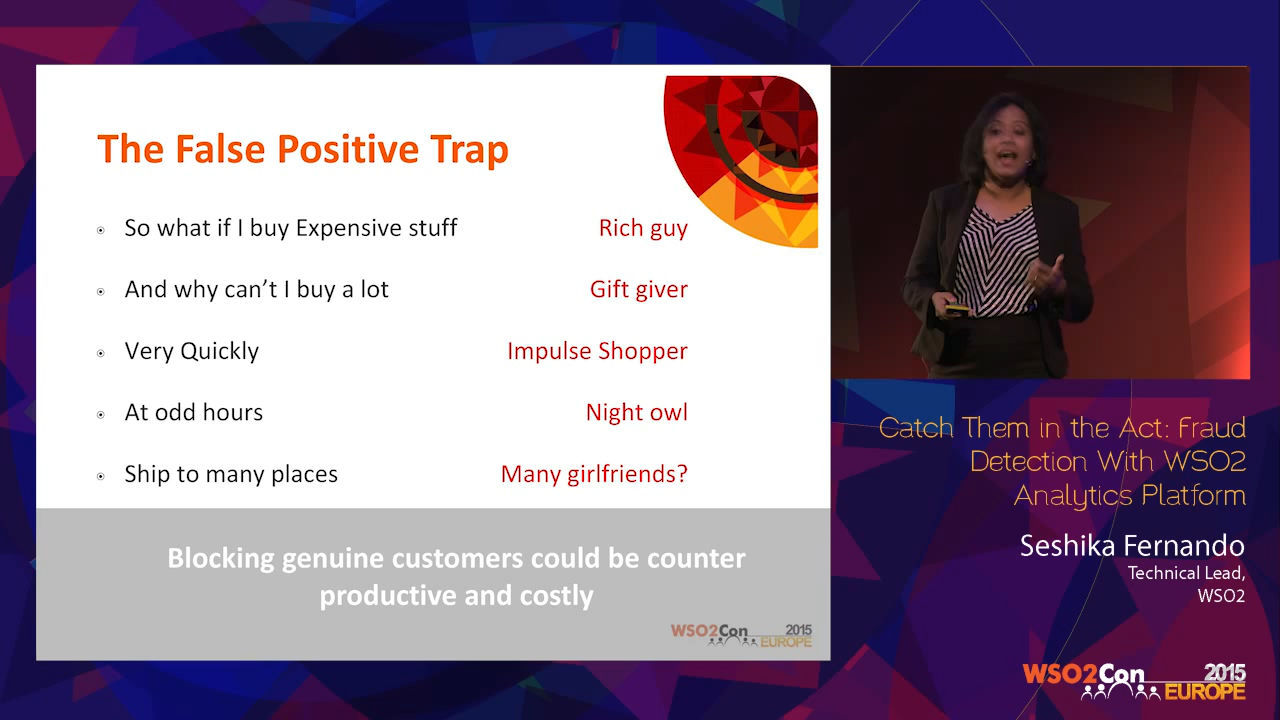 The False Positive Trap
So what if I buy Expensive stuff Rich guy
And why can't I buy a lot Gift giver
Very Quickly Impulse Shopper
At odd hours Night owl
Ship to many places Many girlfriends?
Blocking genuine customers could be counter
productive and costly
WSO2Con 2015
EUROPE
Catch Them in the Act: Fraud
Detection With WSO2
Analytics Platform
Seshika Fernando
Technical Lead,
WSO2
WSO2Con 2015
EUROPE